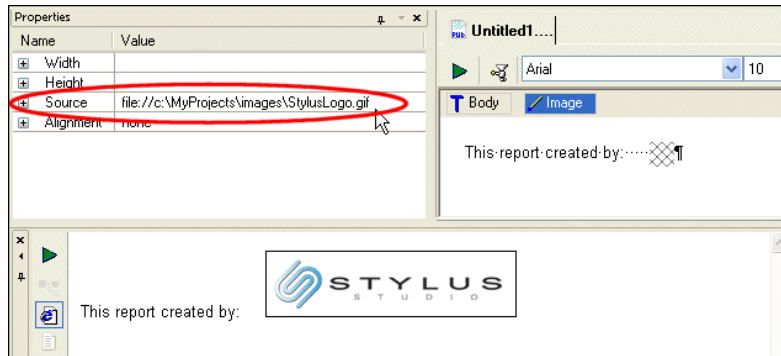 Properties
Name Value
Width
Height
Source file://c:\MyProjects\images\StylusLogo.gif
Alignment none
Untitled1....
Arial 10
Body Image
This·report·created·by:·····¶
This report created by:
STYLUS
STUDIO